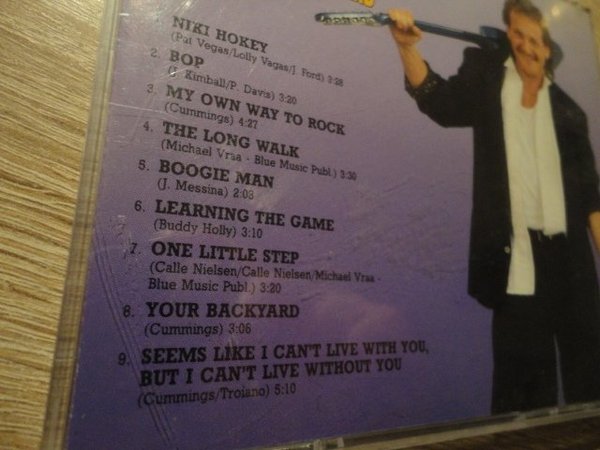 1. NIKI HOKEY
(Pat Vegas/Lolly Vegas/J. Ford) 3:28
2. BOP
(J. Kimball/P. Davis) 3:20
3. MY OWN WAY TO ROCK
(Cummings) 4:27
4. THE LONG WALK
(Michael Vraa - Blue Music Publ.) 3:30
5. BOOGIE MAN
(J. Messina) 2:03
6. LEARNING THE GAME
(Buddy Holly) 3:10
7. ONE LITTLE STEP
(Calle Nielsen/Calle Nielsen/Michael Vraa -
Blue Music Publ.) 3:20
8. YOUR BACKYARD
(Cummings) 3:06
9. SEEMS LIKE I CAN'T LIVE WITH YOU,
BUT I CAN'T LIVE WITHOUT YOU
(Cummings/Troiano) 5:10